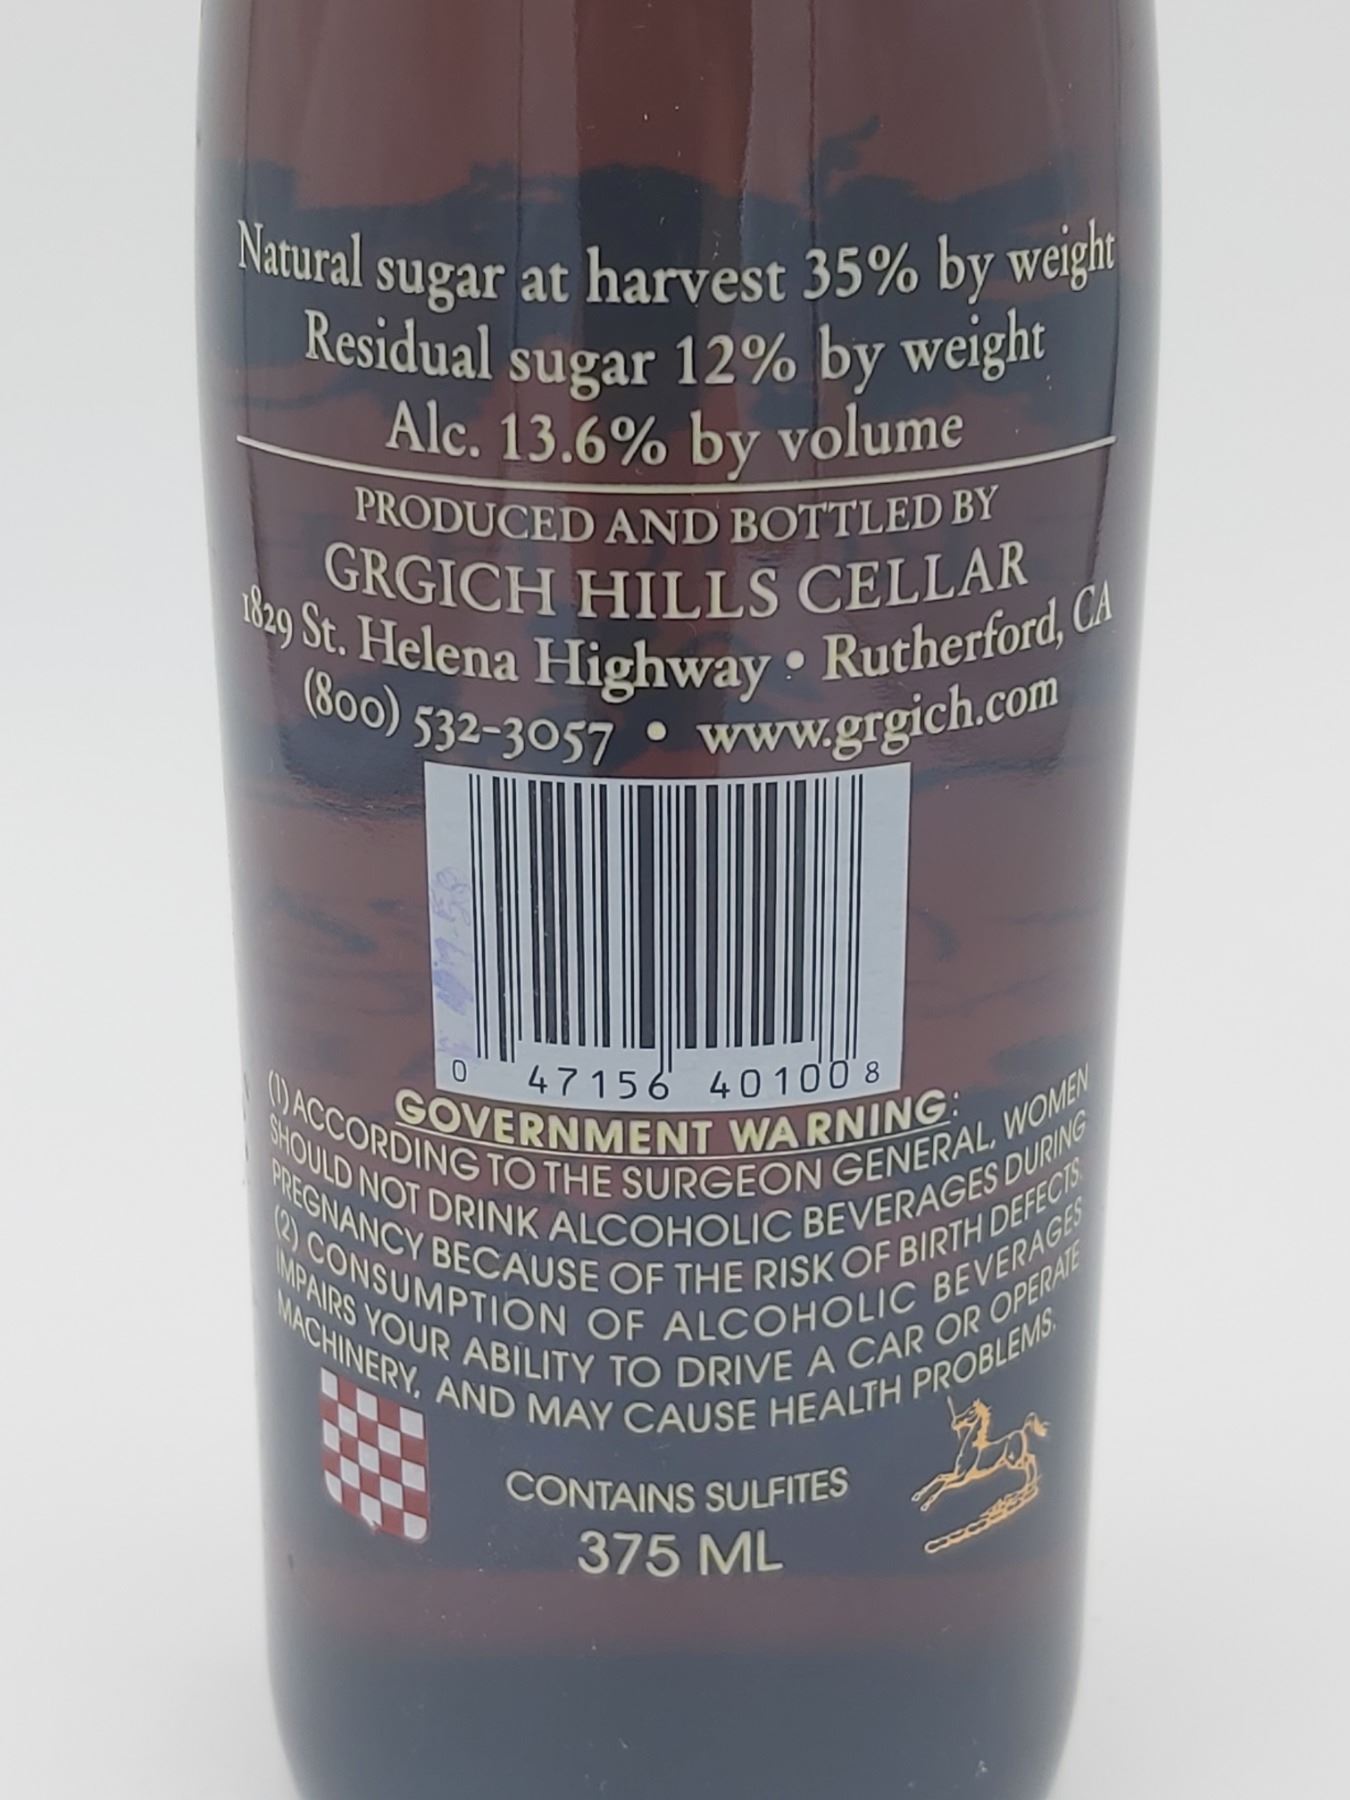 Natural sugar at harvest 35% by weight
Residual sugar 12% by weight
Alc. 13.6% by volume
PRODUCED AND BOTTLED BY
GRGICH HILLS CELLAR
1829 St. Helena Highway • Rutherford, CA
(800) 532-3057 • www.grgich.com
0 47156 40100 8
GOVERNMENT WARNING:
(1) ACCORDING TO THE SURGEON GENERAL, WOMEN
SHOULD NOT DRINK ALCOHOLIC BEVERAGES DURING
PREGNANCY BECAUSE OF THE RISK OF BIRTH DEFECTS.
(2) CONSUMPTION OF ALCOHOLIC BEVERAGES
IMPAIRS YOUR ABILITY TO DRIVE A CAR OR OPERATE
MACHINERY, AND MAY CAUSE HEALTH PROBLEMS.
CONTAINS SULFITES
375 ML